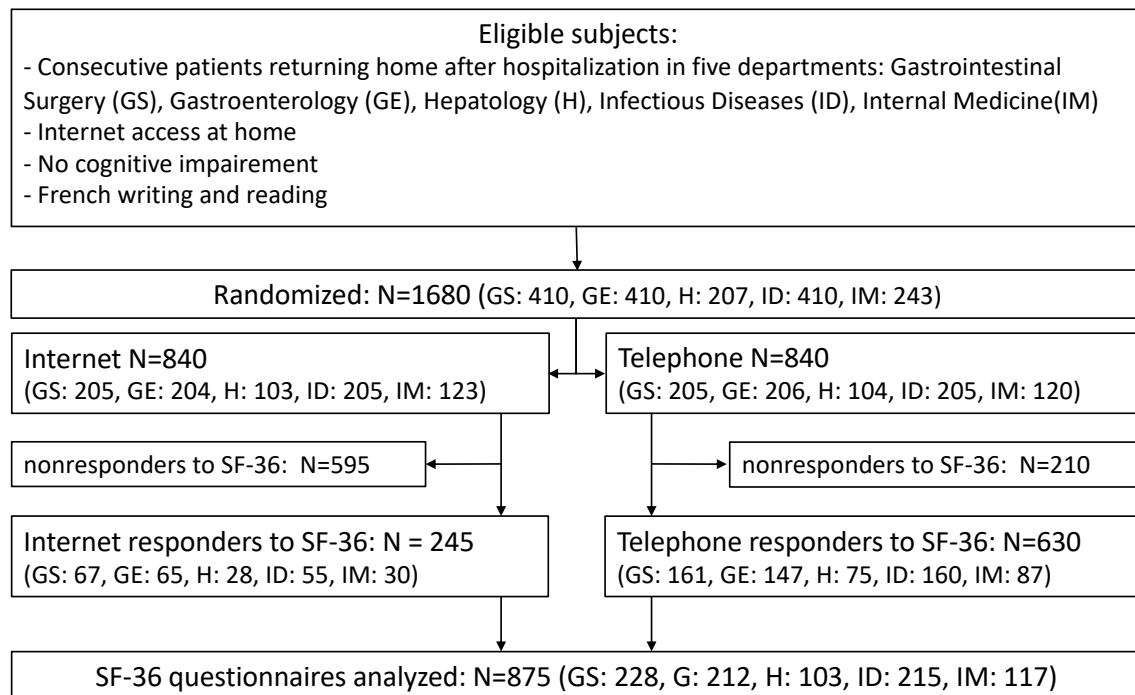 Eligible subjects:
- Consecutive patients returning home after hospitalization in five departments: Gastrointestinal
Surgery (GS), Gastroenterology (GE), Hepatology (H), Infectious Diseases (ID), Internal Medicine(IM)
- Internet access at home
- No cognitive impairement
- French writing and reading
Randomized: N=1680 (GS: 410, GE: 410, H: 207, ID: 410, IM: 243)
Internet N=840
(GS: 205, GE: 204, H: 103, ID: 205, IM: 123)
Telephone N=840
(GS: 205, GE: 206, H: 104, ID: 205, IM: 120)
nonresponders to SF-36:  N=595
nonresponders to SF-36:  N=210
Internet responders to SF-36: N = 245
(GS: 67, GE: 65, H: 28, ID: 55, IM: 30)
Telephone responders to SF-36: N=630
(GS: 161, GE: 147, H: 75, ID: 160, IM: 87)
SF-36 questionnaires analyzed: N=875 (GS: 228, G: 212, H: 103, ID: 215, IM: 117)